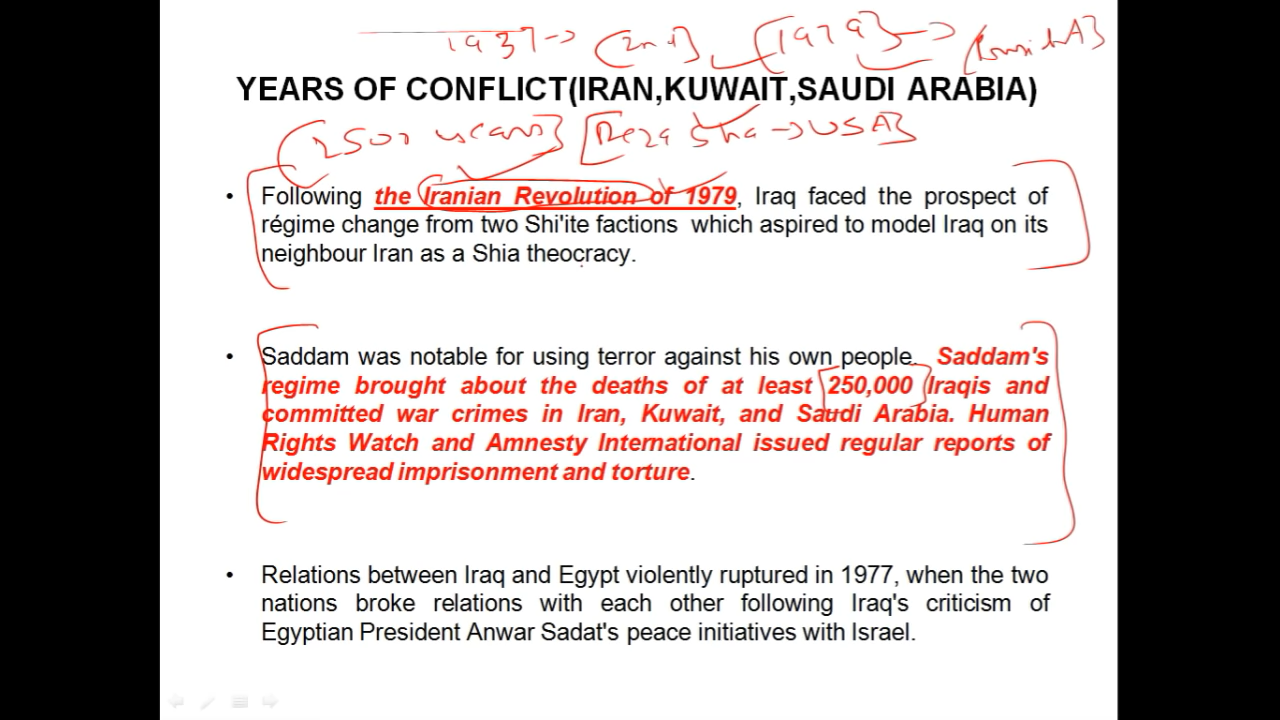 1937->
[1979]->
YEARS OF CONFLICT(IRAN,KUWAIT,SAUDI ARABIA)
[Reza Sha->USA]
• Following the Iranian Revolution of 1979, Iraq faced the prospect of
régime change from two Shi'ite factions which aspired to model Iraq on its
neighbour Iran as a Shia theocracy.
• Saddam was notable for using terror against his own people. Saddam's
regime brought about the deaths of at least 250,000 Iraqis and
committed war crimes in Iran, Kuwait, and Saudi Arabia. Human
Rights Watch and Amnesty International issued regular reports of
widespread imprisonment and torture.
• Relations between Iraq and Egypt violently ruptured in 1977, when the two
nations broke relations with each other following Iraq's criticism of
Egyptian President Anwar Sadat's peace initiatives with Israel.